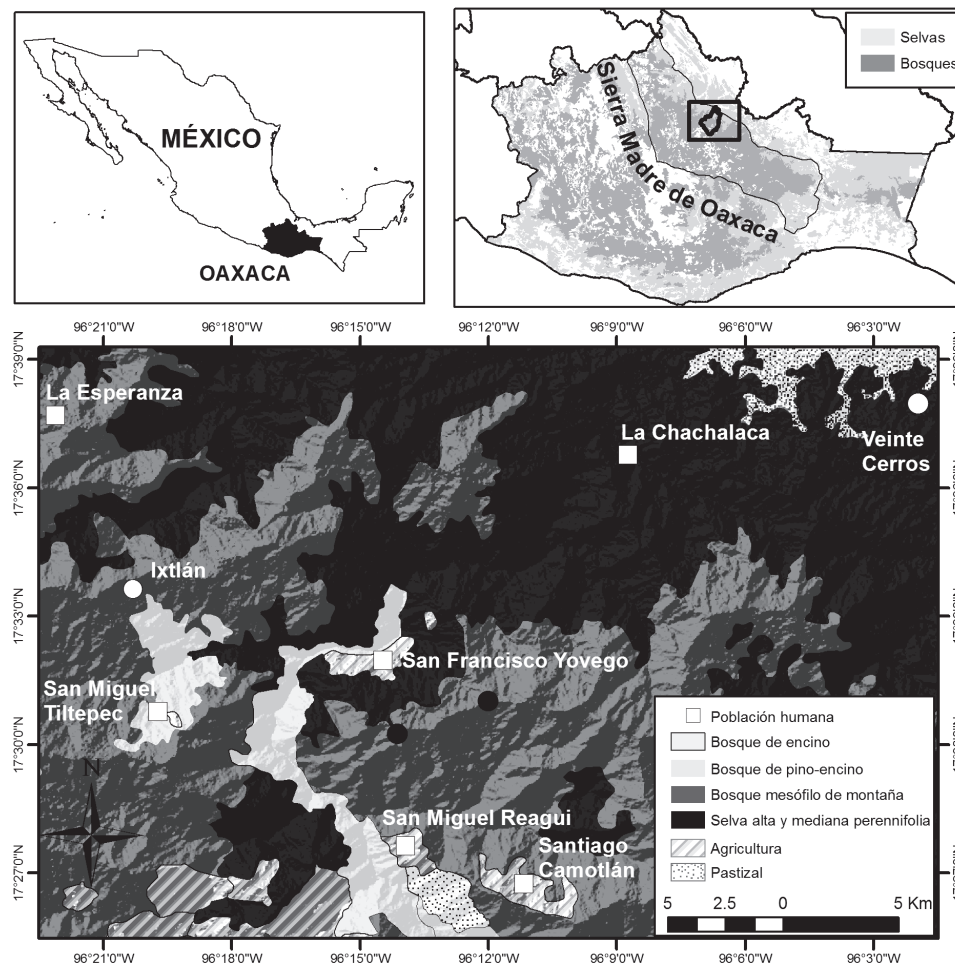 MÉXICO
OAXACA
Selvas
Bosques
Sierra Madre de Oaxaca
96°21'0"W 96°18'0"W 96°15'0"W 96°12'0"W 96°9'0"W 96°6'0"W 96°3'0"W
17°39'0"N
17°36'0"N
17°33'0"N
17°30'0"N
17°27'0"N
La Esperanza
La Chachalaca
Veinte
Cerros
Ixtlán
San Francisco Yovego
San Miguel
Tiltepec
N
San Miguel Reagui
Santiago
Camotlán
Población humana
Bosque de encino
Bosque de pino-encino
Bosque mesófilo de montaña
Selva alta y mediana perennifolia
Agricultura
Pastizal
5 2.5 0 5 Km
96°21'0"W 96°18'0"W 96°15'0"W 96°12'0"W 96°9'0"W 96°6'0"W 96°3'0"W